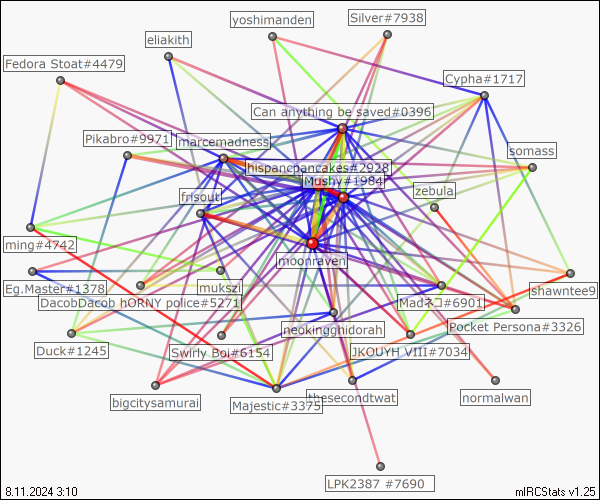 yoshimanden
Silver#7938
eliakith
Fedora Stoat#4479
Cypha#1717
Can anything be saved#0396
Pikabro#9971
marcemadness
somass
hispanicpancakes#2928
Mushy#1984
zebula
frisout
ming#4742
moonraven
Eg.Master#1378
mukszi
shawntee9
DacobDacob hORNY police#5271
Madネコ#6901
neokingghidorah
Pocket Persona#3326
Duck#1245
Swirly Boi#6154
JKOUYH VIII#7034
bigcitysamurai
Majestic#3375
thesecondtwat
normalwan
LPK2387 #7690
8.11.2024 3:10
mIRCStats v1.25